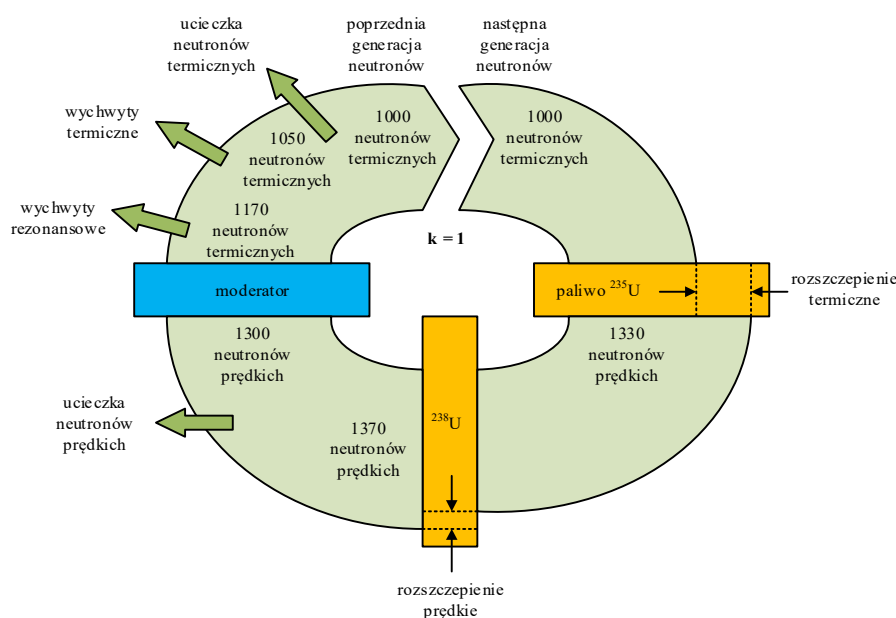 ucieczka
neutronów
termicznych
poprzednia
generacja
neutronów
następna
generacja
neutronów
wychwyty
termiczne
1050
neutronów
termicznych
1000
neutronów
termicznych
1000
neutronów
termicznych
wychwyty
rezonansowe
1170
neutronów
termicznych
k = 1
moderator
paliwo ²³⁵U
rozszczepienie
termiczne
1300
neutronów
prędkich
1330
neutronów
prędkich
ucieczka
neutronów
prędkich
1370
neutronów
prędkich
²³⁸U
rozszczepienie
prędkie